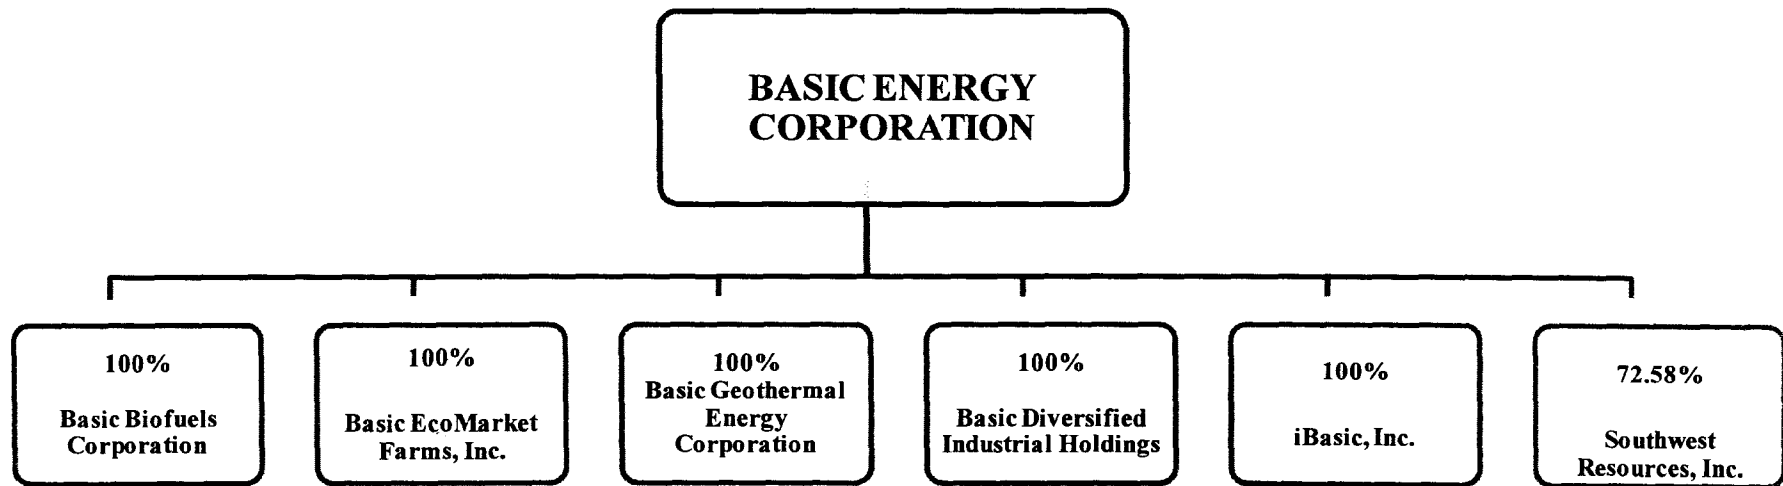 BASIC ENERGY
CORPORATION
100%
Basic Biofuels
Corporation
100%
Basic EcoMarket
Farms, Inc.
100%
Basic Geothermal
Energy
Corporation
100%
Basic Diversified
Industrial Holdings
100%
iBasic, Inc.
72.58%
Southwest
Resources, Inc.